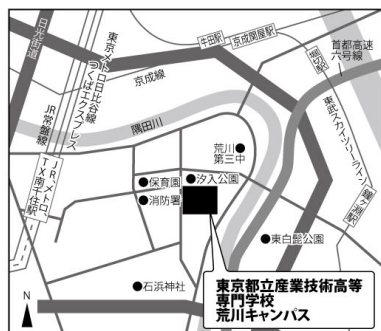 日光街道
東京メトロ日比谷線
つくばエクスプレス
JR常磐線
JR、メトロ、
TX南千住駅
京成線
牛田駅
京成関屋駅
堀切駅
首都高速
六号線
東武スカイツリーライン
鐘ヶ淵駅
隅田川
荒川
第三中
保育園
汐入公園
消防署
東白髭公園
石浜神社
N
東京都立産業技術高等
専門学校
荒川キャンパス